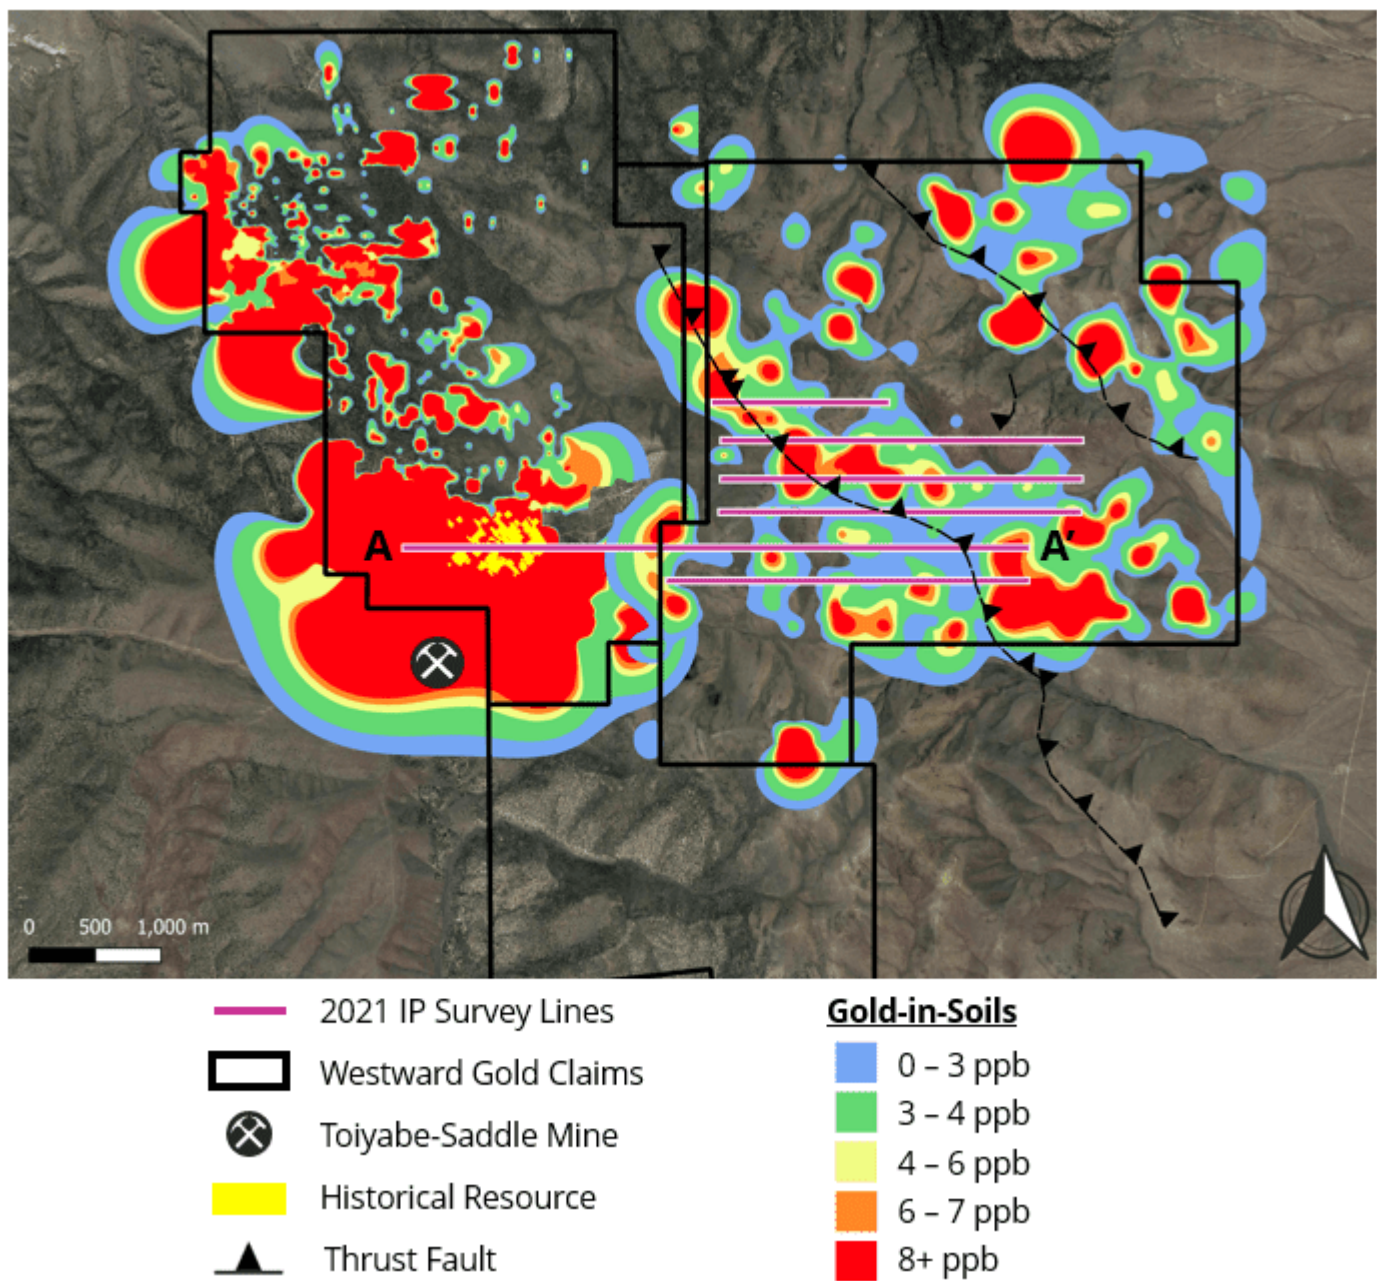 A
A’
0 500 1,000 m
2021 IP Survey Lines
Westward Gold Claims
Toiyabe-Saddle Mine
Historical Resource
Thrust Fault
Gold-in-Soils
0 – 3 ppb
3 – 4 ppb
4 – 6 ppb
6 – 7 ppb
8+ ppb